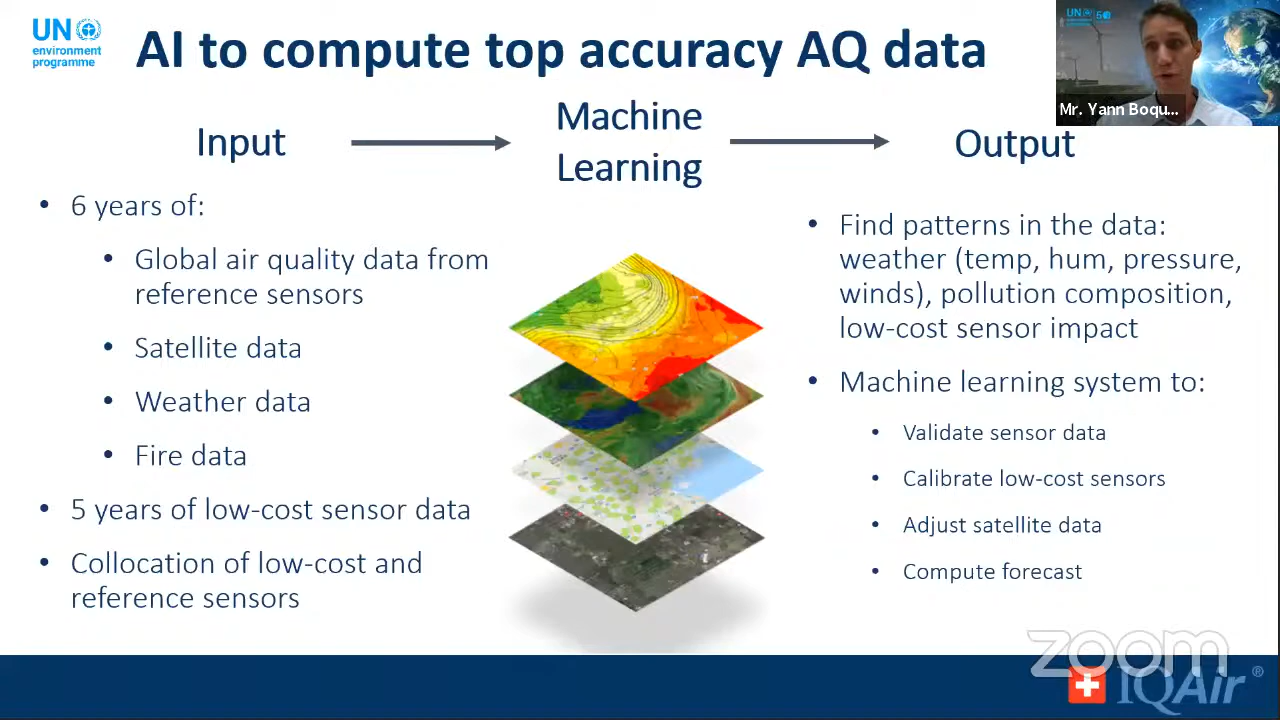 UN
environment
programme
AI to compute top accuracy AQ data
UN 50
Mr. Yann Boqu...
Input
Machine
Learning
Output
• 6 years of:
• Global air quality data from
reference sensors
• Satellite data
• Weather data
• Fire data
• 5 years of low-cost sensor data
• Collocation of low-cost and
reference sensors
• Find patterns in the data:
weather (temp, hum, pressure,
winds), pollution composition,
low-cost sensor impact
• Machine learning system to:
• Validate sensor data
• Calibrate low-cost sensors
• Adjust satellite data
• Compute forecast
zoom
IQAir®